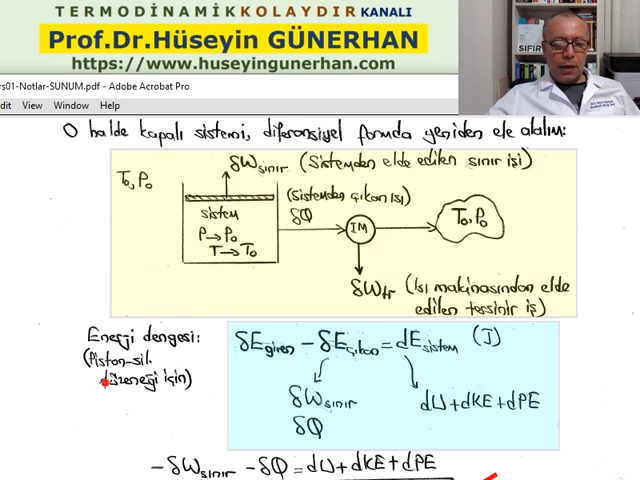 TERMODİNAMİKKOLAYDIR KANALI
Prof.Dr.Hüseyin GÜNERHAN
https://www.huseyingunerhan.com
SIFIR
rs01-Notlar-SUNUM.pdf - Adobe Acrobat Pro
dit View Window Help
O halde kapalı sistemi, diferansiyel formda yeniden ele alalım:
δWsınır (Sistemden elde edilen sınır işi)
T₀, P₀
(Sistemden çıkan ısı)
δQ
sistem
P → P₀
T → T₀
IM
T₀, P₀
δWtr (Isı makinasından elde
edilen tersinir iş)
Enerji dengesi:
(Piston-sil.
düzeneği için)
δEgiren - δEçıkan = dEsistem (J)
δWsınır
δQ
dU + dKE + dPE
-δWsınır - δQ = dU + dKE + dPE